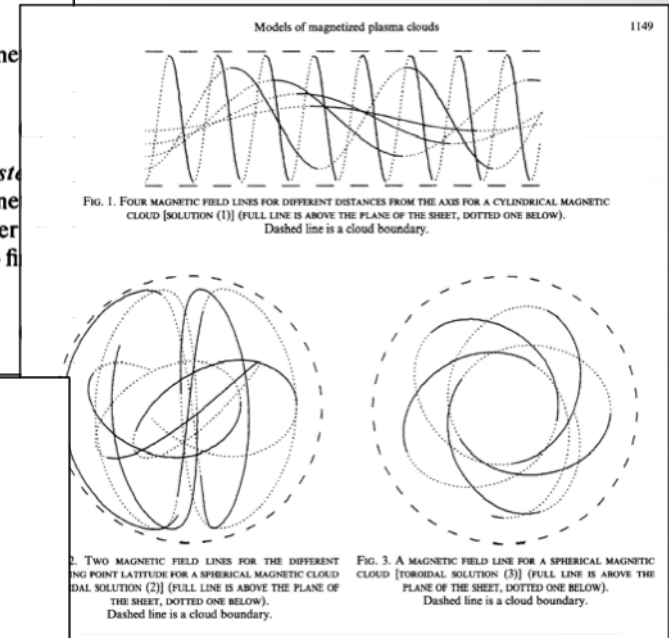 Models of magnetized plasma clouds
1149
FIG. 1. FOUR MAGNETIC FIELD LINES FOR DIFFERENT DISTANCES FROM THE AXIS FOR A CYLINDRICAL MAGNETIC
CLOUD [SOLUTION (1)] (FULL LINE IS ABOVE THE PLANE OF THE SHEET, DOTTED ONE BELOW).
Dashed line is a cloud boundary.
2. TWO MAGNETIC FIELD LINES FOR THE DIFFERENT
ING POINT LATITUDE FOR A SPHERICAL MAGNETIC CLOUD
DAL SOLUTION (2)] (FULL LINE IS ABOVE THE PLANE OF
THE SHEET, DOTTED ONE BELOW).
Dashed line is a cloud boundary.
FIG. 3. A MAGNETIC FIELD LINE FOR A SPHERICAL MAGNETIC
CLOUD [TOROIDAL SOLUTION (3)] (FULL LINE IS ABOVE THE
PLANE OF THE SHEET, DOTTED ONE BELOW).
Dashed line is a cloud boundary.